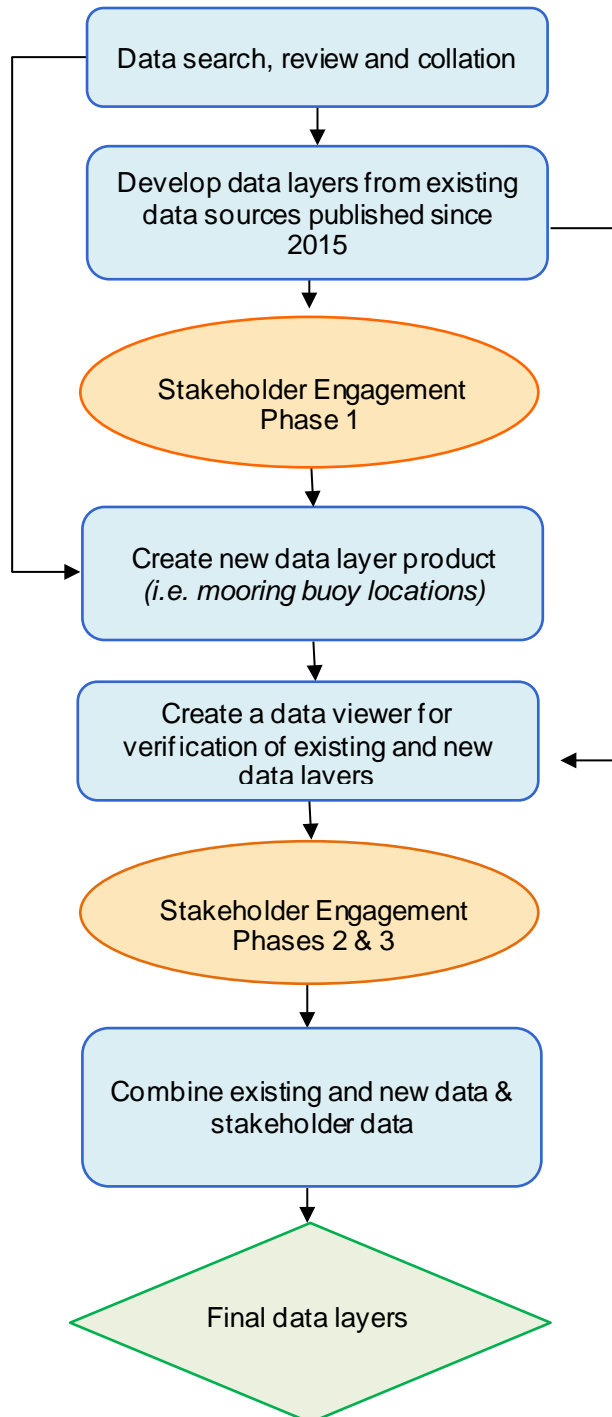 Data search, review and collation
Develop data layers from existing
data sources published since
2015
Stakeholder Engagement
Phase 1
Create new data layer product
(i.e. mooring buoy locations)
Create a data viewer for
verification of existing and new
data layers
Stakeholder Engagement
Phases 2 & 3
Combine existing and new data &
stakeholder data
Final data layers